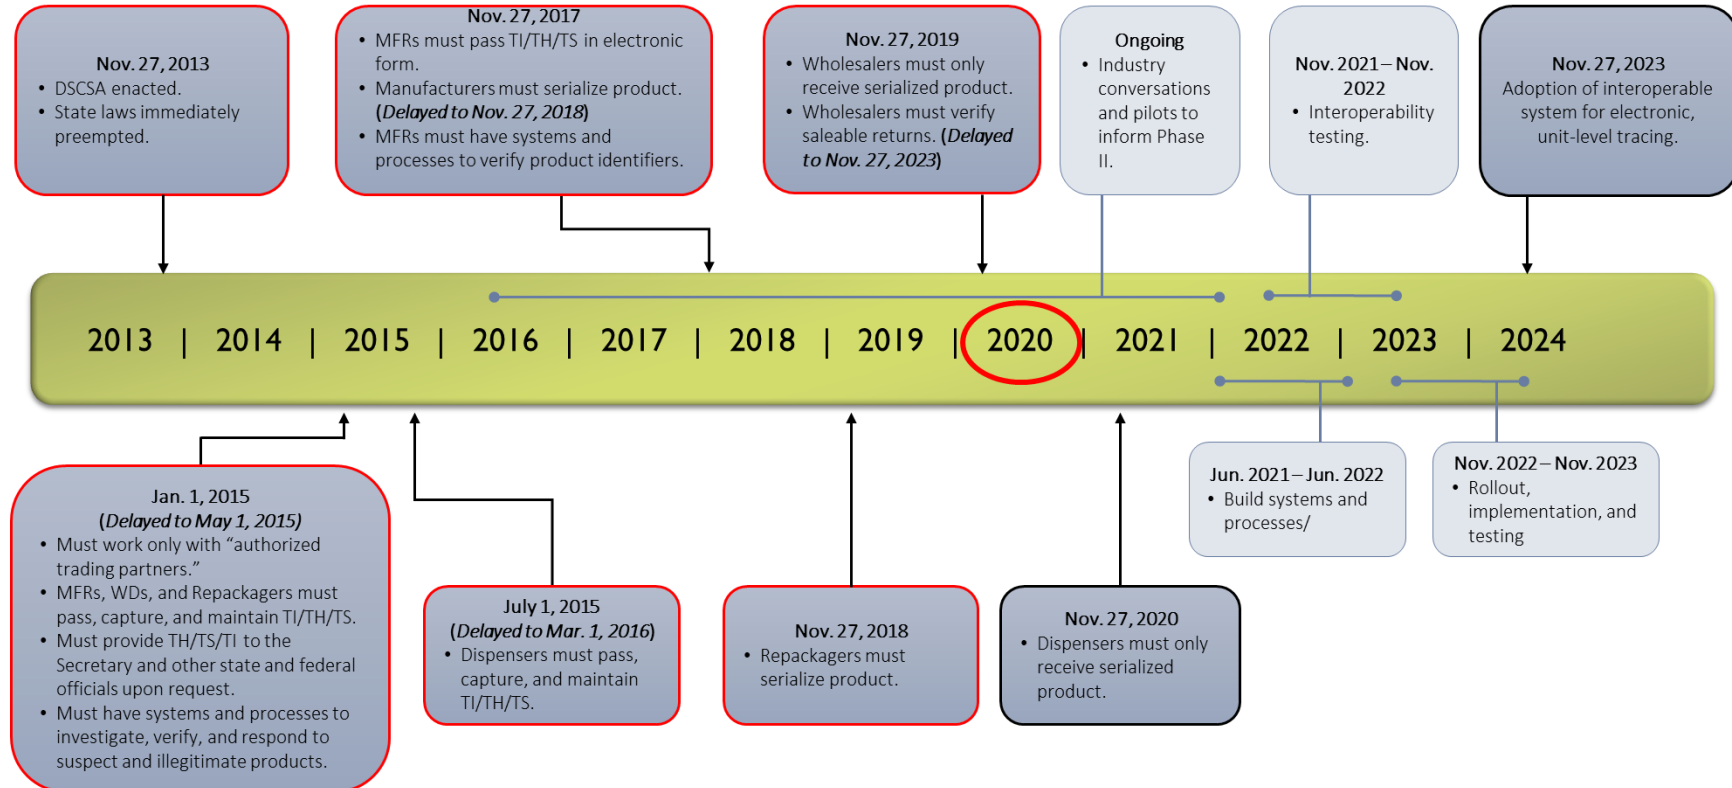 Nov. 27, 2013
• DSCSA enacted.
• State laws immediately
preempted.
Nov. 27, 2017
• MFRs must pass TI/TH/TS in electronic
form.
• Manufacturers must serialize product.
(Delayed to Nov. 27, 2018)
• MFRs must have systems and
processes to verify product identifiers.
Nov. 27, 2019
• Wholesalers must only
receive serialized product.
• Wholesalers must verify
saleable returns. (Delayed
to Nov. 27, 2023)
Ongoing
• Industry
conversations
and pilots to
inform Phase
II.
Nov. 2021 – Nov.
2022
• Interoperability
testing.
Nov. 27, 2023
Adoption of interoperable
system for electronic,
unit-level tracing.
2013 | 2014 | 2015 | 2016 | 2017 | 2018 | 2019 | 2020 | 2021 | 2022 | 2023 | 2024
Jan. 1, 2015
(Delayed to May 1, 2015)
• Must work only with “authorized
trading partners.”
• MFRs, WDs, and Repackagers must
pass, capture, and maintain TI/TH/TS.
• Must provide TH/TS/TI to the
Secretary and other state and federal
officials upon request.
• Must have systems and processes to
investigate, verify, and respond to
suspect and illegitimate products.
July 1, 2015
(Delayed to Mar. 1, 2016)
• Dispensers must pass,
capture, and maintain
TI/TH/TS.
Nov. 27, 2018
• Repackagers must
serialize product.
Nov. 27, 2020
• Dispensers must only
receive serialized
product.
Jun. 2021 – Jun. 2022
• Build systems and
processes/
Nov. 2022 – Nov. 2023
• Rollout,
implementation, and
testing